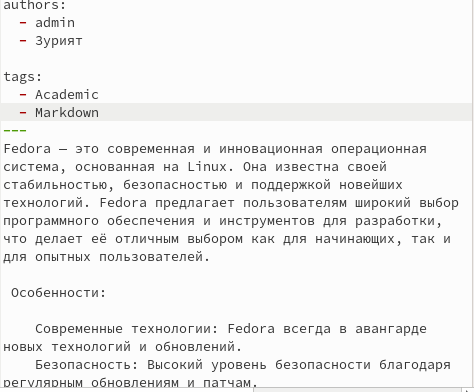 authors:
- admin
- Зурият
tags:
- Academic
- Markdown
---
Fedora — это современная и инновационная операционная
система, основанная на Linux. Она известна своей
стабильностью, безопасностью и поддержкой новейших
технологий. Fedora предлагает пользователям широкий выбор
программного обеспечения и инструментов для разработки,
что делает её отличным выбором как для начинающих, так и
для опытных пользователей.
Особенности:
Современные технологии: Fedora всегда в авангарде
новых технологий и обновлений.
Безопасность: Высокий уровень безопасности благодаря
регулярным обновлениям и патчам.